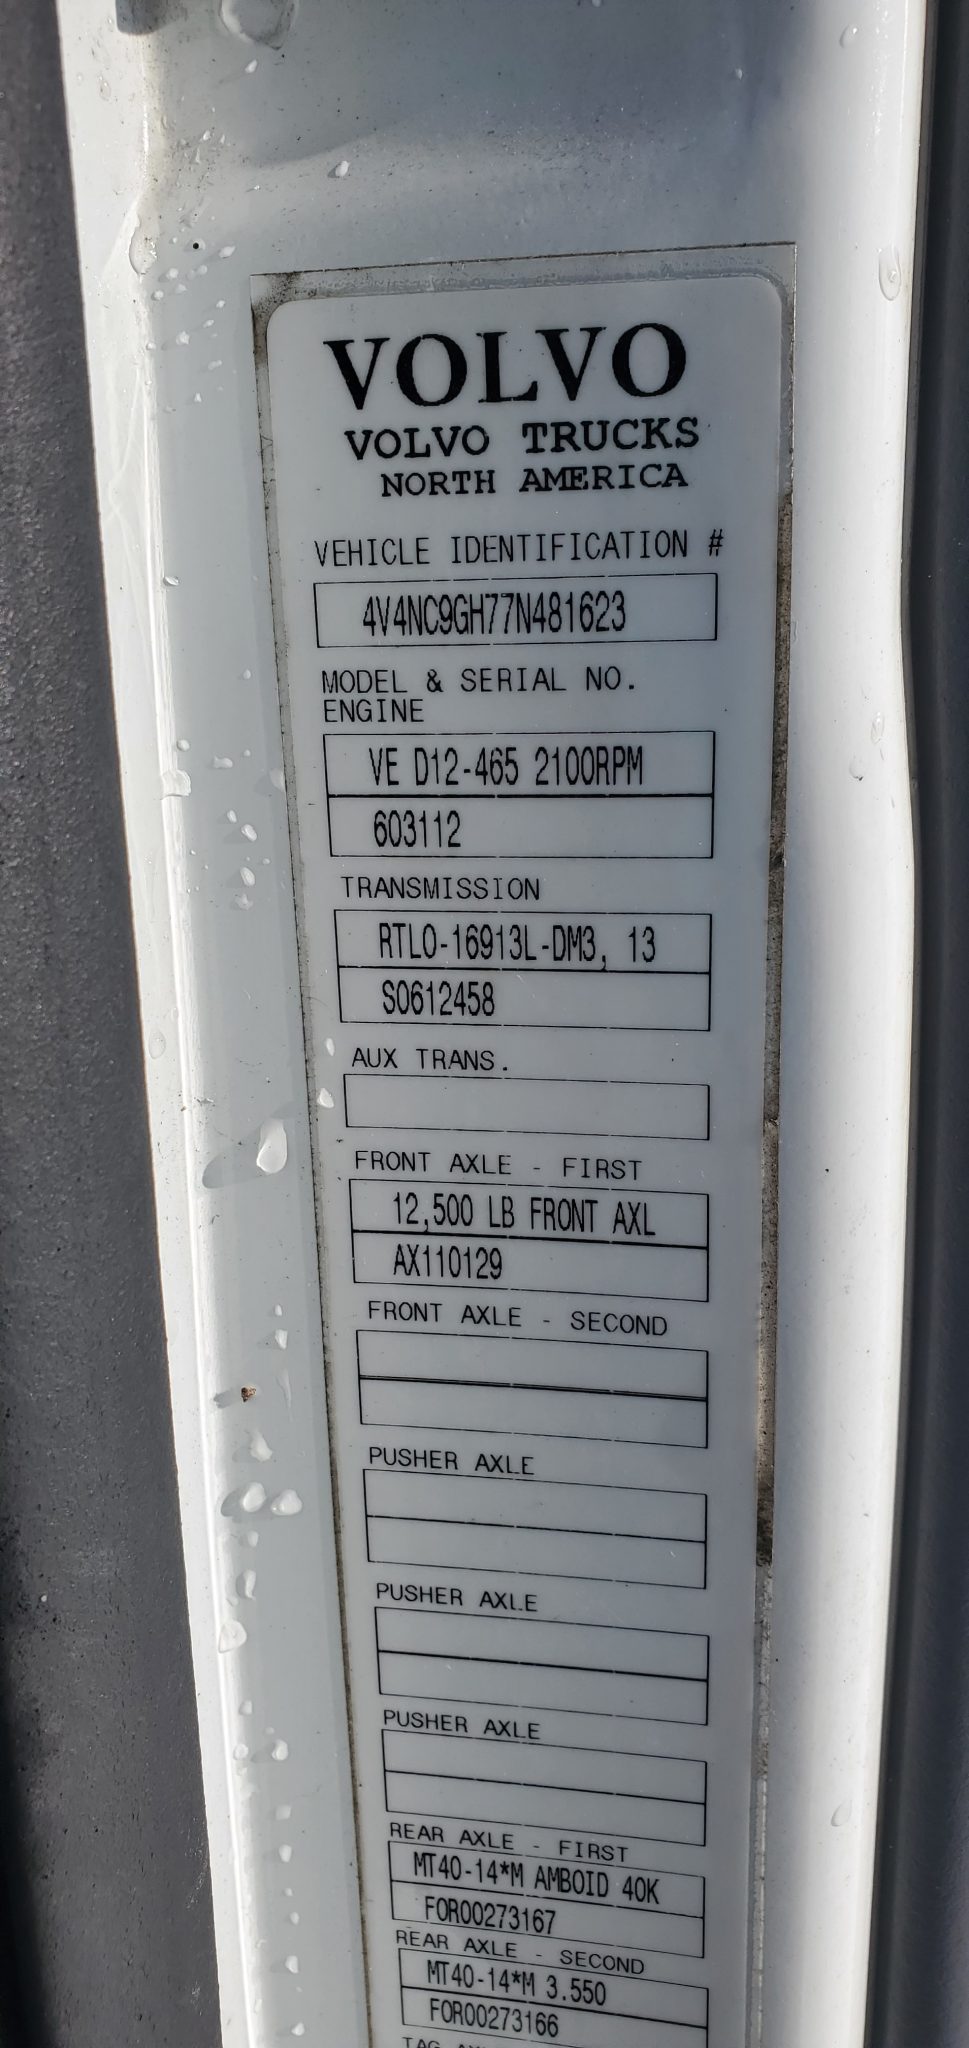 VOLVO
VOLVO TRUCKS
NORTH AMERICA
VEHICLE IDENTIFICATION #
4V4NC9GH77N481623
MODEL & SERIAL NO.
ENGINE
VE D12-465 2100RPM
603112
TRANSMISSION
RTLO-16913L-DM3, 13
S0612458
AUX TRANS.
FRONT AXLE - FIRST
12,500 LB FRONT AXL
AX110129
FRONT AXLE - SECOND
PUSHER AXLE
PUSHER AXLE
PUSHER AXLE
REAR AXLE - FIRST
MT40-14*M AMBOID 40K
FOR00273167
REAR AXLE - SECOND
MT40-14*M 3.550
FOR00273166